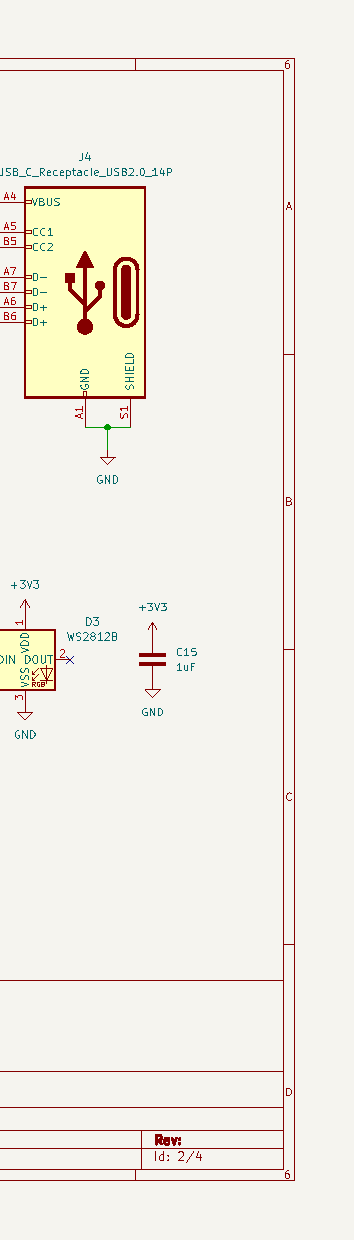 6
J4
USB_C_Receptacle_USB2.0_14P
A4 VBUS
A
A5 CC1
B5 CC2
A7 D-
B7 D-
A6 D+
B6 D+
GND
SHIELD
A1
S1
GND
B
+3V3
+3V3
D3
WS2812B
1
VDD
DIN DOUT 2
C15
1uF
VSS
RGB
3
GND
GND
C
D
Rev:
Id: 2/4
6